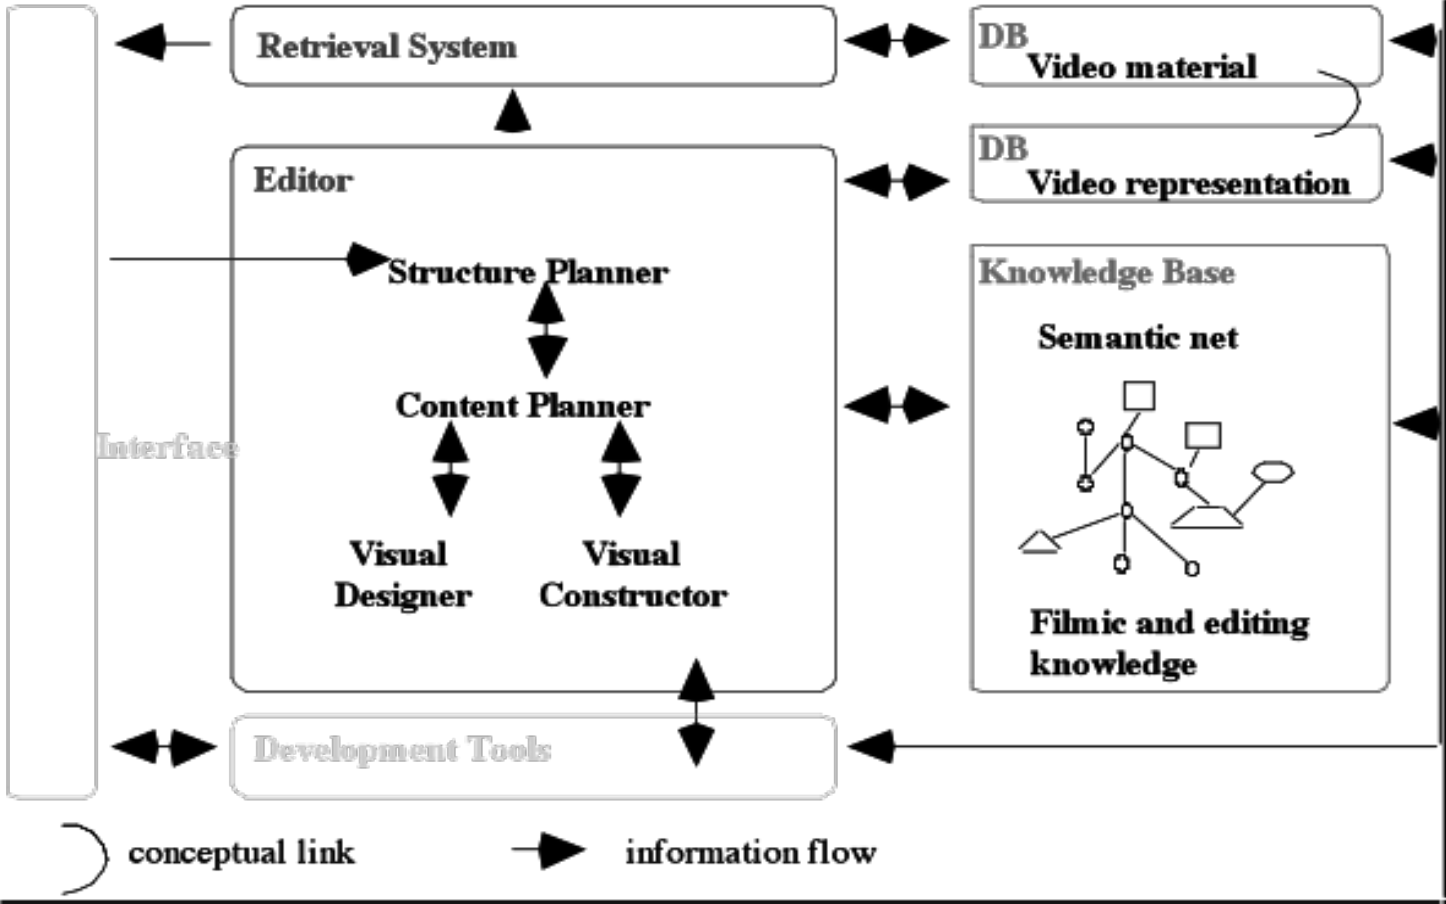 Retrieval System
DB
Video material
DB
Video representation
Editor
Structure Planner
Content Planner
Visual
Designer
Visual
Constructor
Interface
Knowledge Base
Semantic net
Filmic and editing
knowledge
Development Tools
conceptual link
information flow